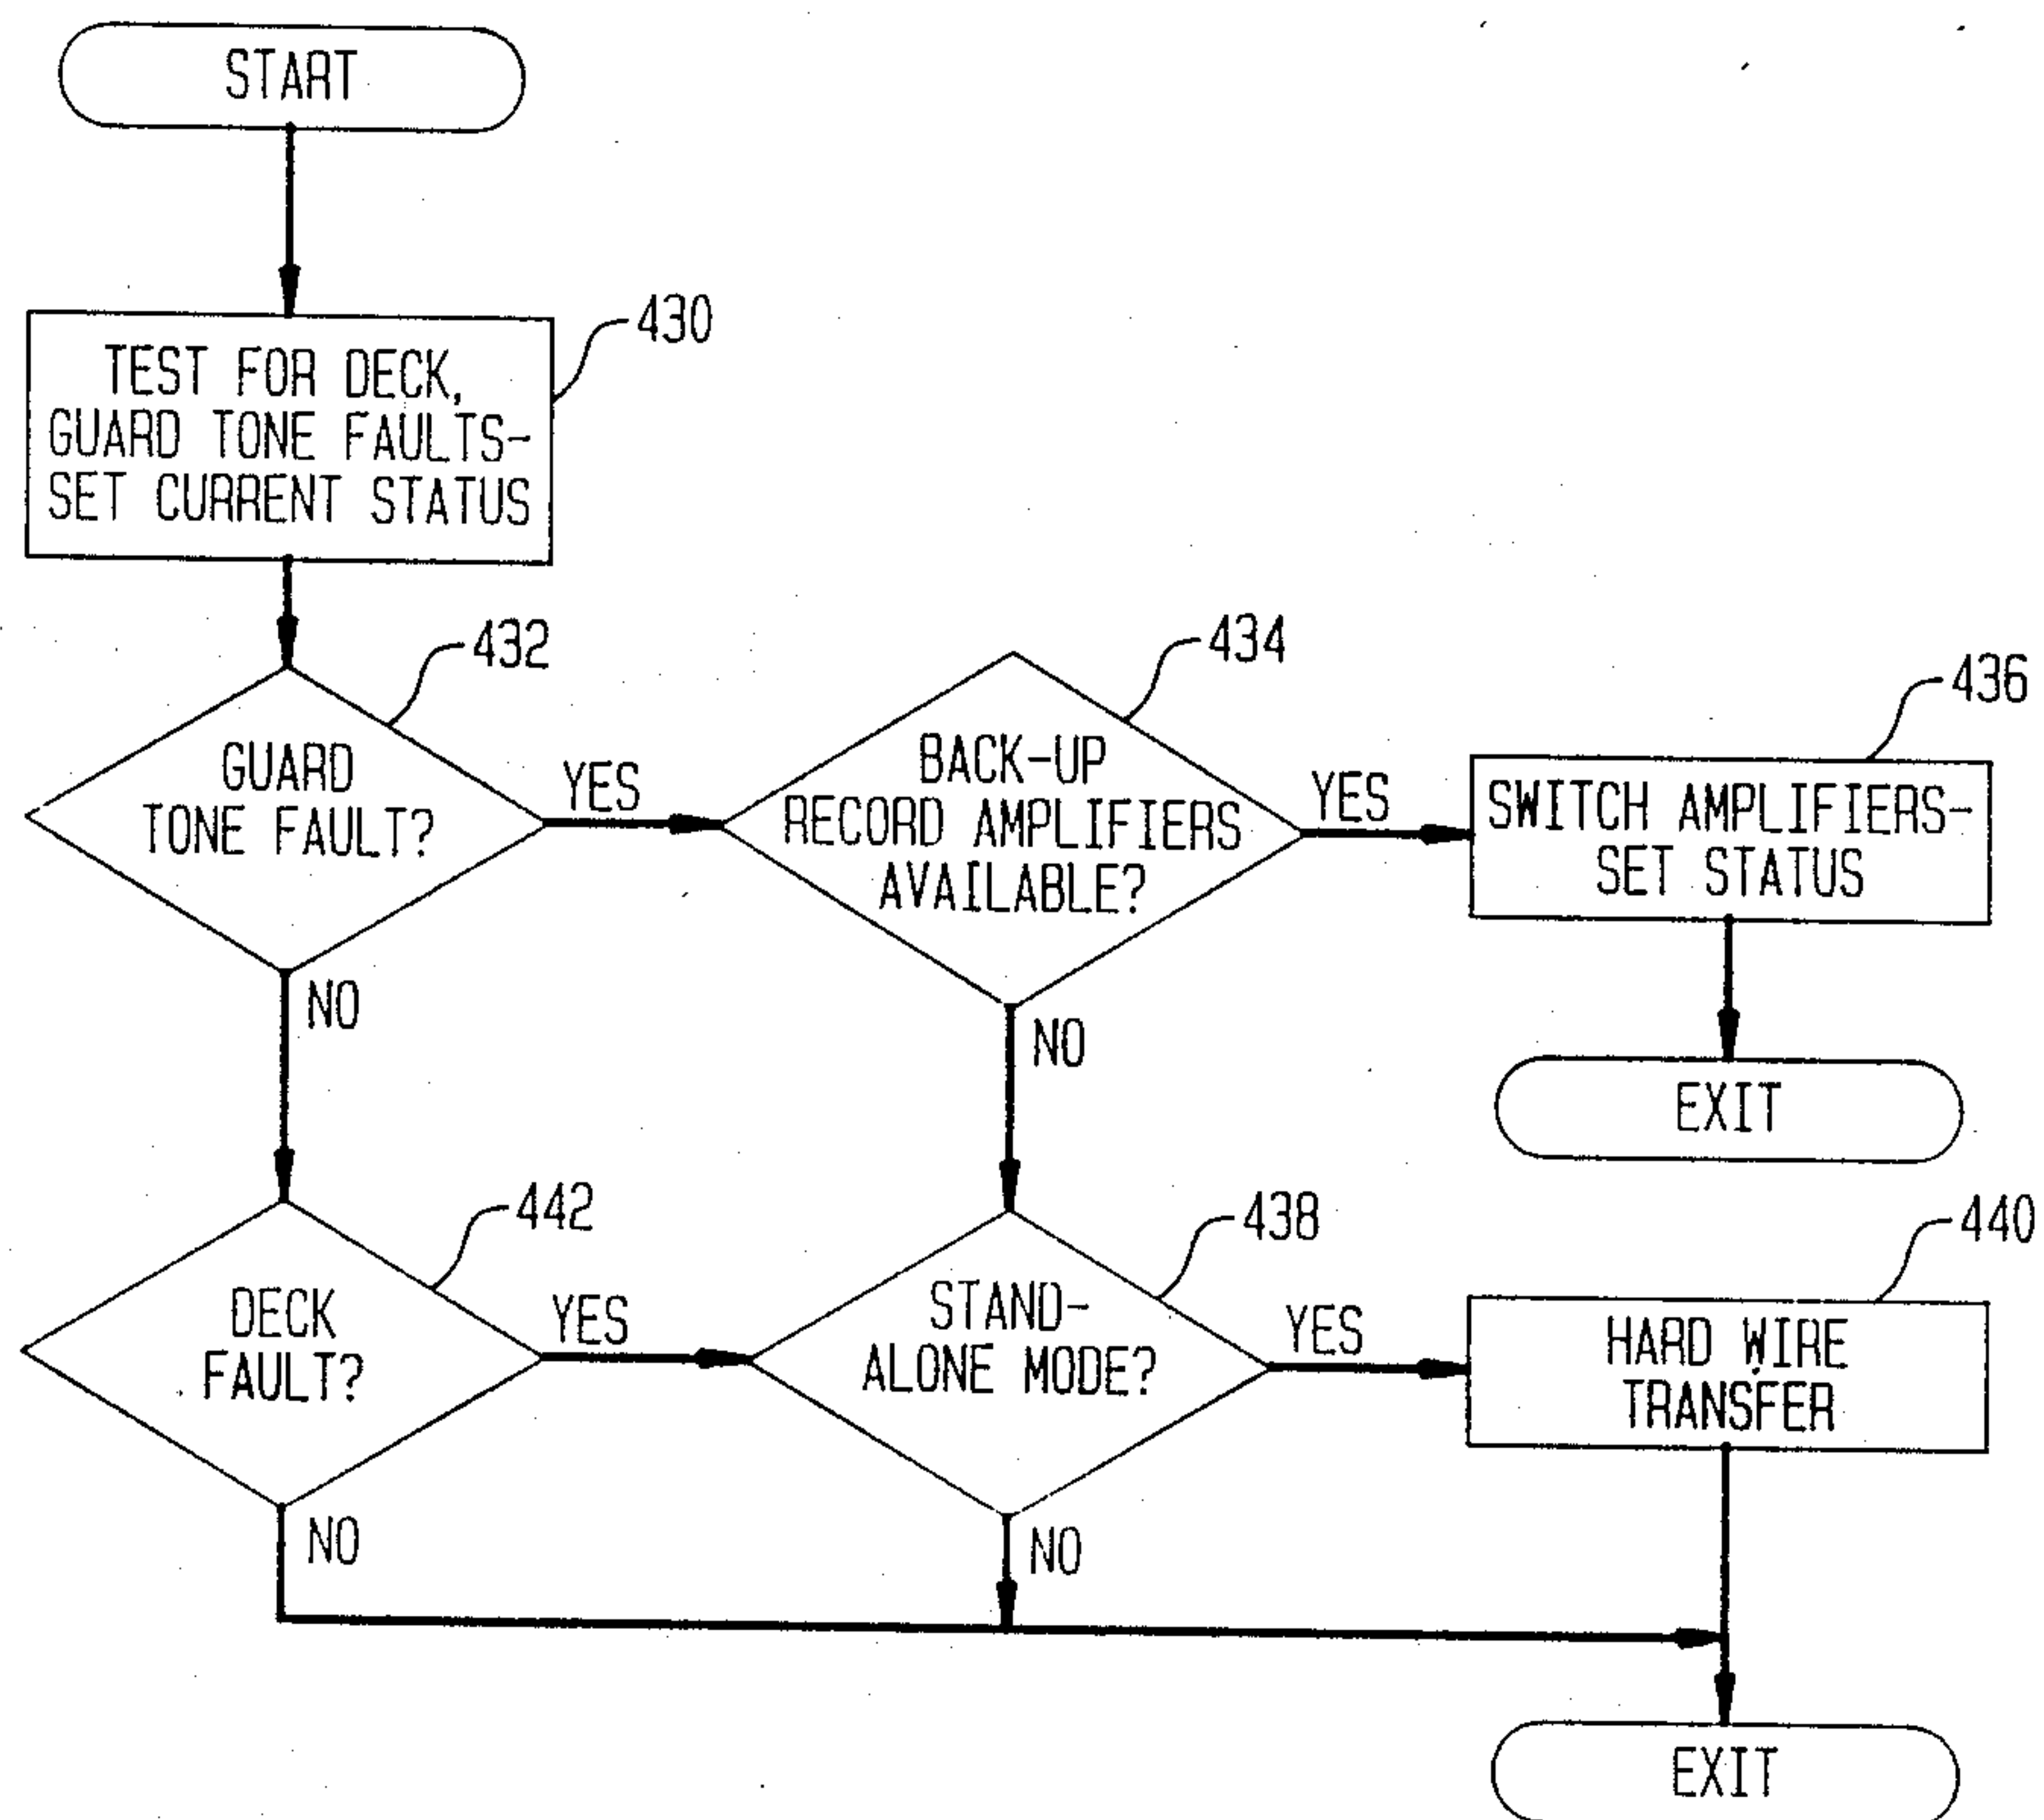 START
430
TEST FOR DECK,
GUARD TONE FAULTS-
SET CURRENT STATUS
432
GUARD
TONE FAULT?
YES
NO
434
BACK-UP
RECORD AMPLIFIERS
AVAILABLE?
YES
NO
436
SWITCH AMPLIFIERS-
SET STATUS
EXIT
442
DECK
FAULT?
YES
NO
438
STAND-
ALONE MODE?
YES
NO
440
HARD WIRE
TRANSFER
EXIT